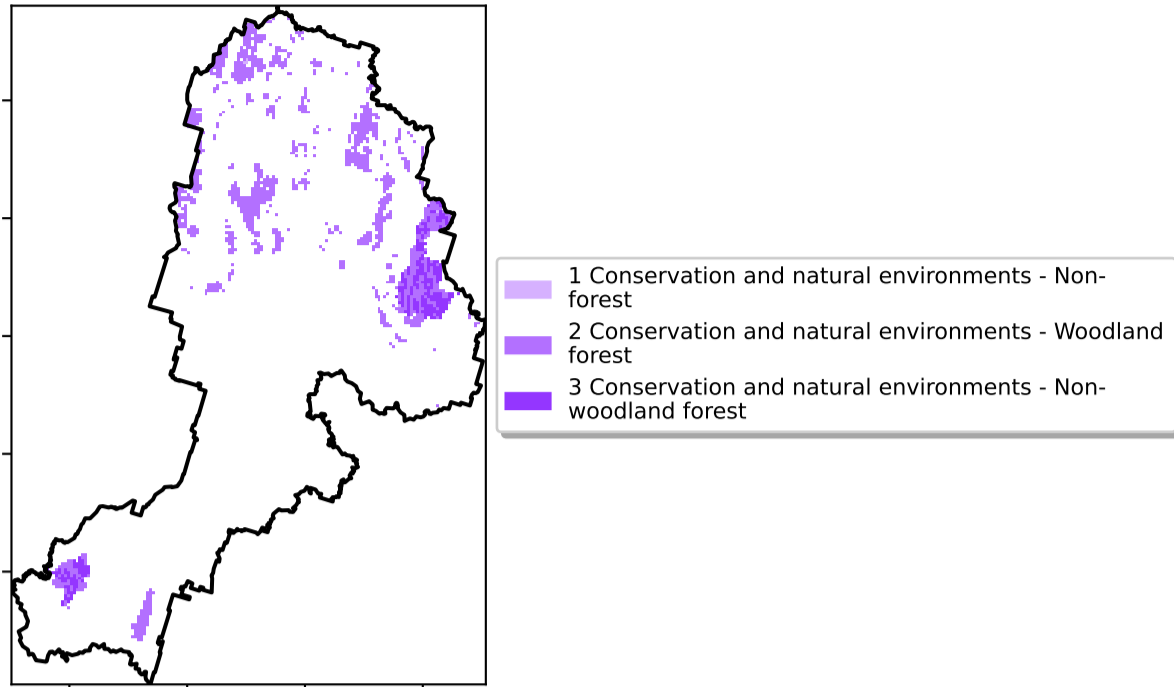 1 Conservation and natural environments - Non-
forest
2 Conservation and natural environments - Woodland
forest
3 Conservation and natural environments - Non-
woodland forest